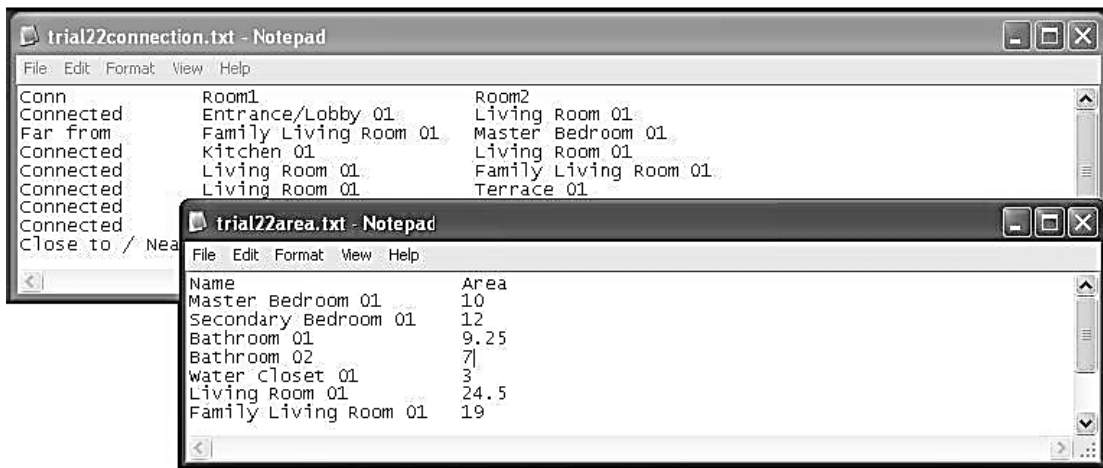 trial22connection.txt - Notepad
File Edit Format View Help
Conn Room1 Room2
Connected Entrance/Lobby 01 Living Room 01
Far from Family Living Room 01 Master Bedroom 01
Connected Kitchen 01 Living Room 01
Connected Living Room 01 Family Living Room 01
Connected Living Room 01 Terrace 01
Connected
Connected
Close to / Nea
trial22area.txt - Notepad
File Edit Format View Help
Name Area
Master Bedroom 01 10
Secondary Bedroom 01 12
Bathroom 01 9.25
Bathroom 02 7
Water Closet 01 3
Living Room 01 24.5
Family Living Room 01 19